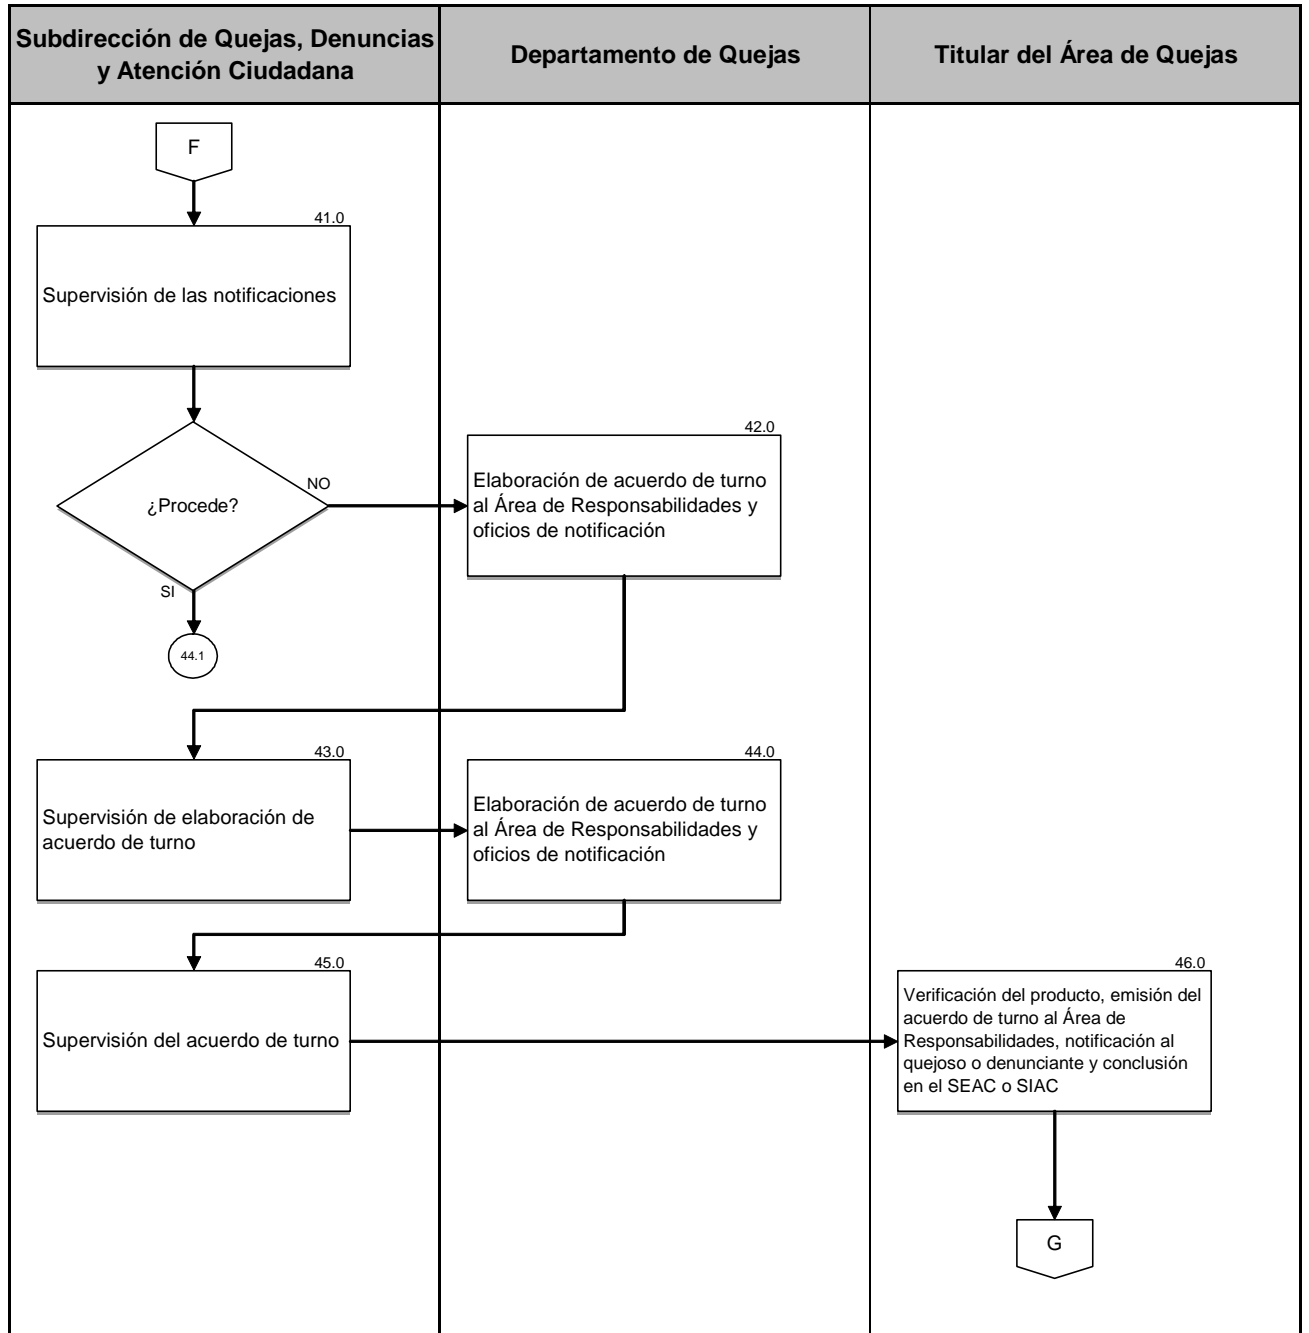 Subdirección de Quejas, Denuncias
y Atención Ciudadana
Departamento de Quejas
Titular del Área de Quejas
F
41.0
Supervisión de las notificaciones
¿Procede?
NO
SI
44.1
42.0
Elaboración de acuerdo de turno
al Área de Responsabilidades y
oficios de notificación
43.0
Supervisión de elaboración de
acuerdo de turno
44.0
Elaboración de acuerdo de turno
al Área de Responsabilidades y
oficios de notificación
45.0
Supervisión del acuerdo de turno
46.0
Verificación del producto, emisión del
acuerdo de turno al Área de
Responsabilidades, notificación al
quejoso o denunciante y conclusión
en el SEAC o SIAC
G